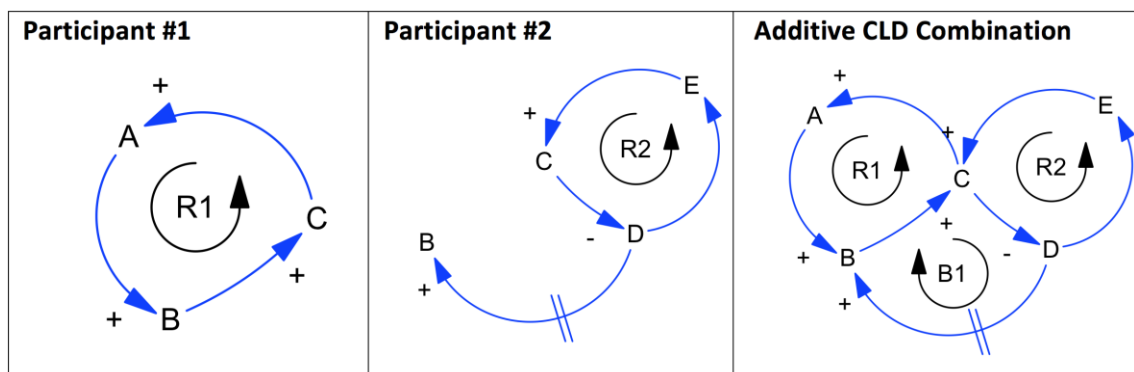 Participant #1
+
A
R1
C
+
+
B
Participant #2
E
+
R2
C
-
D
B
+
Additive CLD Combination
+
A
E
+
R1
R2
C
+
+
B
-
D
B1
+